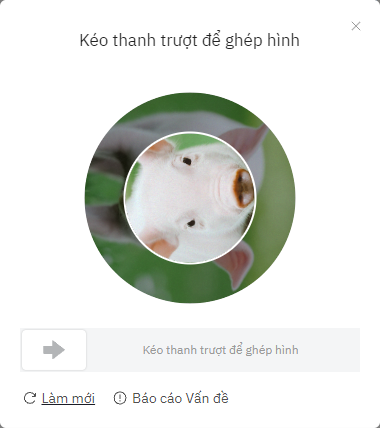 Kéo thanh trượt để ghép hình
Kéo thanh trượt để ghép hình
Làm mới
Báo cáo Vấn đề